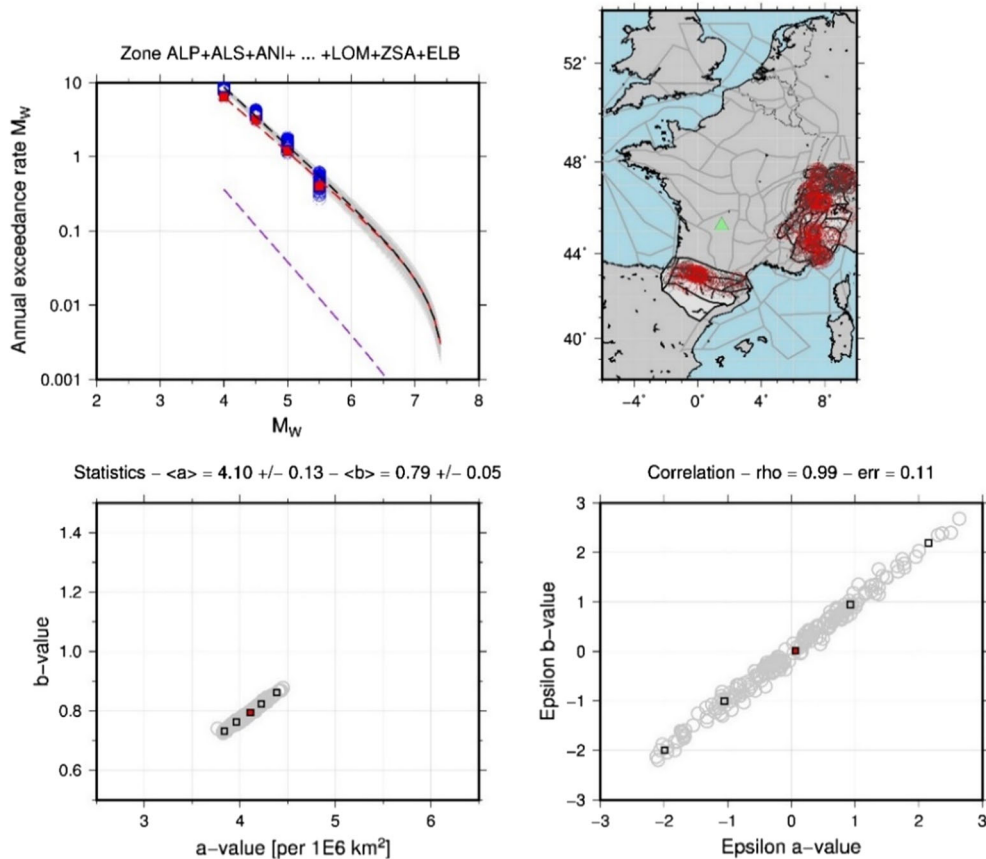 Zone ALP+ALS+ANI+ ... +LOM+ZSA+ELB
Annual exceedance rate M_W
10
1
0.1
0.01
0.001
2 3 4 5 6 7 8
M_W
52°
48°
44°
40°
−4° 0° 4° 8°
Statistics − <a> = 4.10 +/− 0.13 − <b> = 0.79 +/− 0.05
b−value
1.4
1.2
1.0
0.8
0.6
3 4 5 6
a−value [per 1E6 km²]
Correlation − rho = 0.99 − err = 0.11
Epsilon b−value
3
2
1
0
−1
−2
−3
−3 −2 −1 0 1 2 3
Epsilon a−value